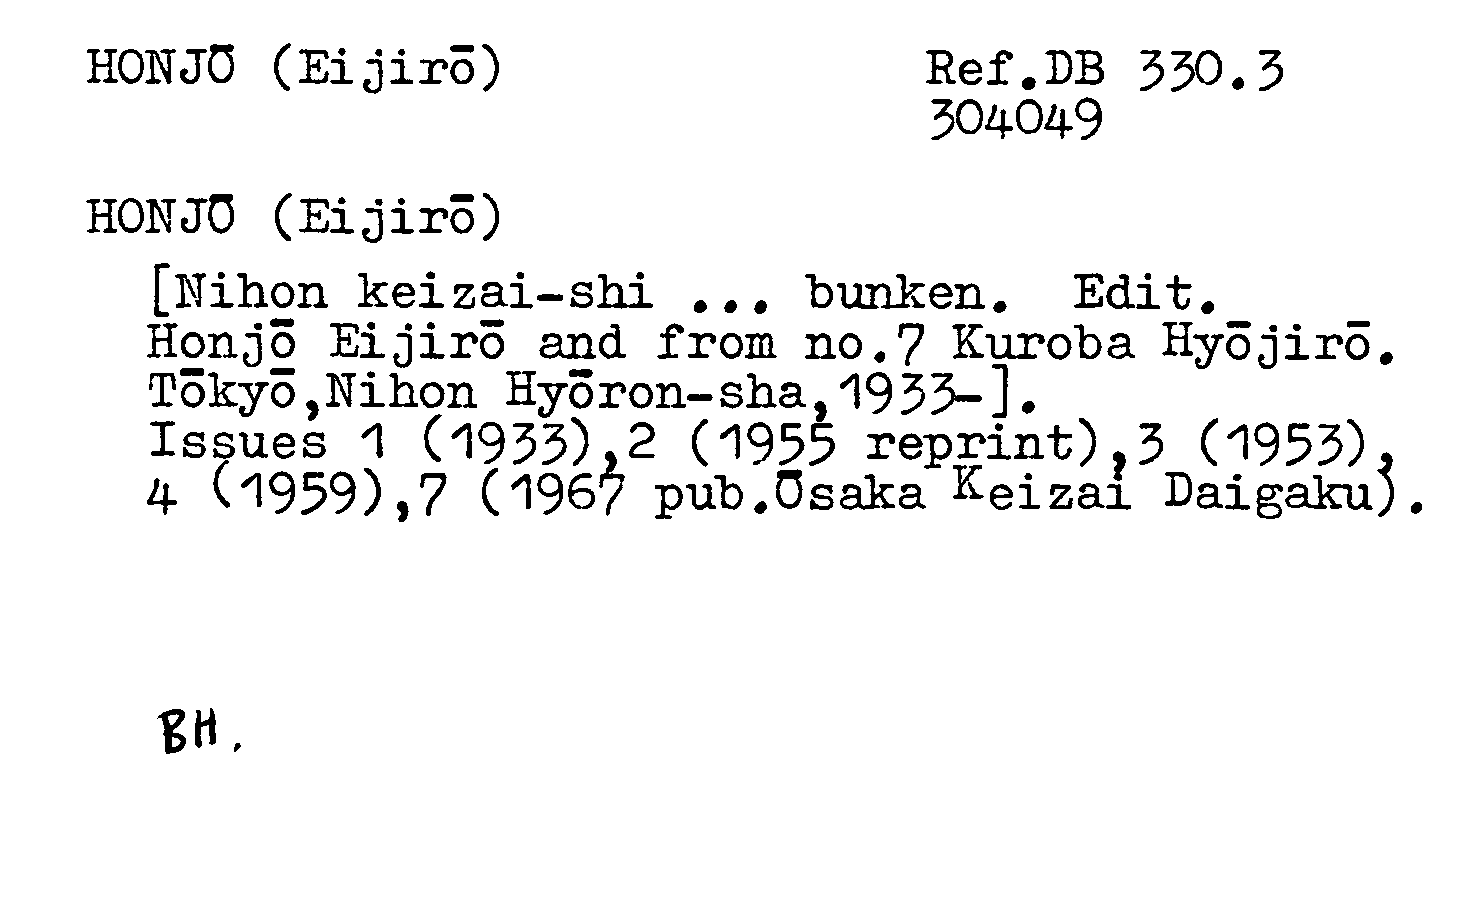 HONJŌ (Eijirō)
Ref.DB 330.3
304049
HONJŌ (Eijirō)
[Nihon keizai-shi ... bunken. Edit.
Honjō Eijirō and from no.7 Kuroba Hyōjirō.
Tōkyō,Nihon Hyōron-sha,1933-].
Issues 1 (1933),2 (1955 reprint),3 (1953),
4 (1959),7 (1967 pub.Ōsaka Keizai Daigaku).
BH.